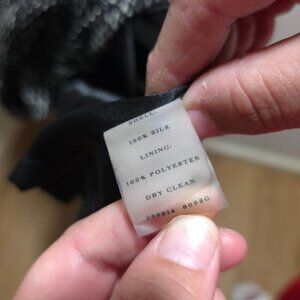 SHELL:
100% SILK
LINING:
100% POLYESTER
DRY CLEAN